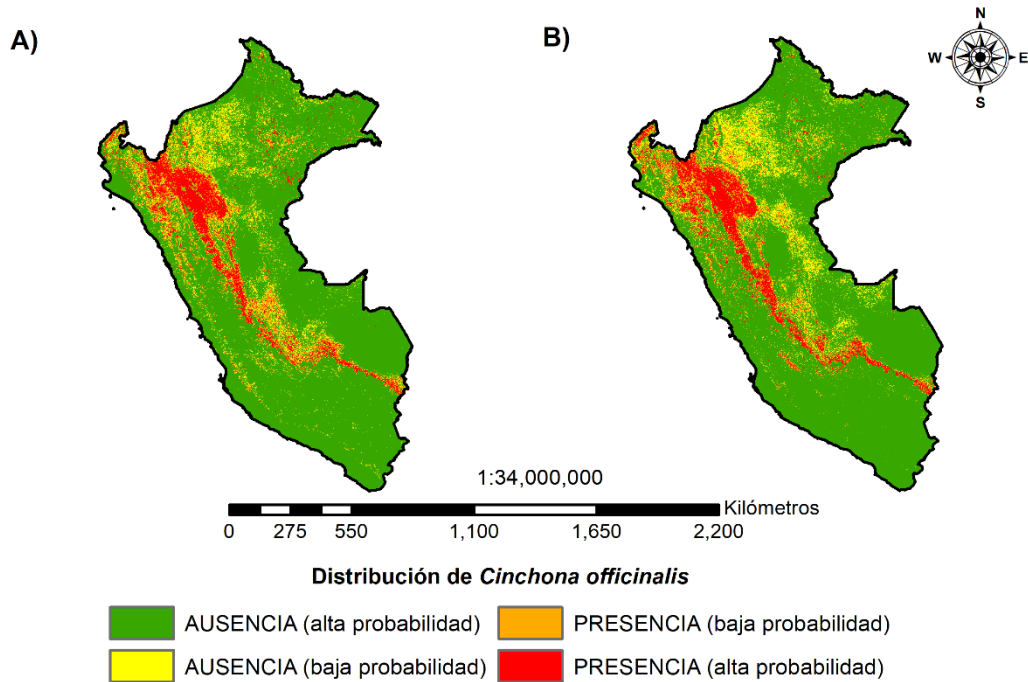 A)
B)
N
W
E
S
1:34,000,000
Kilómetros
0 275 550 1,100 1,650 2,200
Distribución de Cinchona officinalis
AUSENCIA (alta probabilidad)
PRESENCIA (baja probabilidad)
AUSENCIA (baja probabilidad)
PRESENCIA (alta probabilidad)